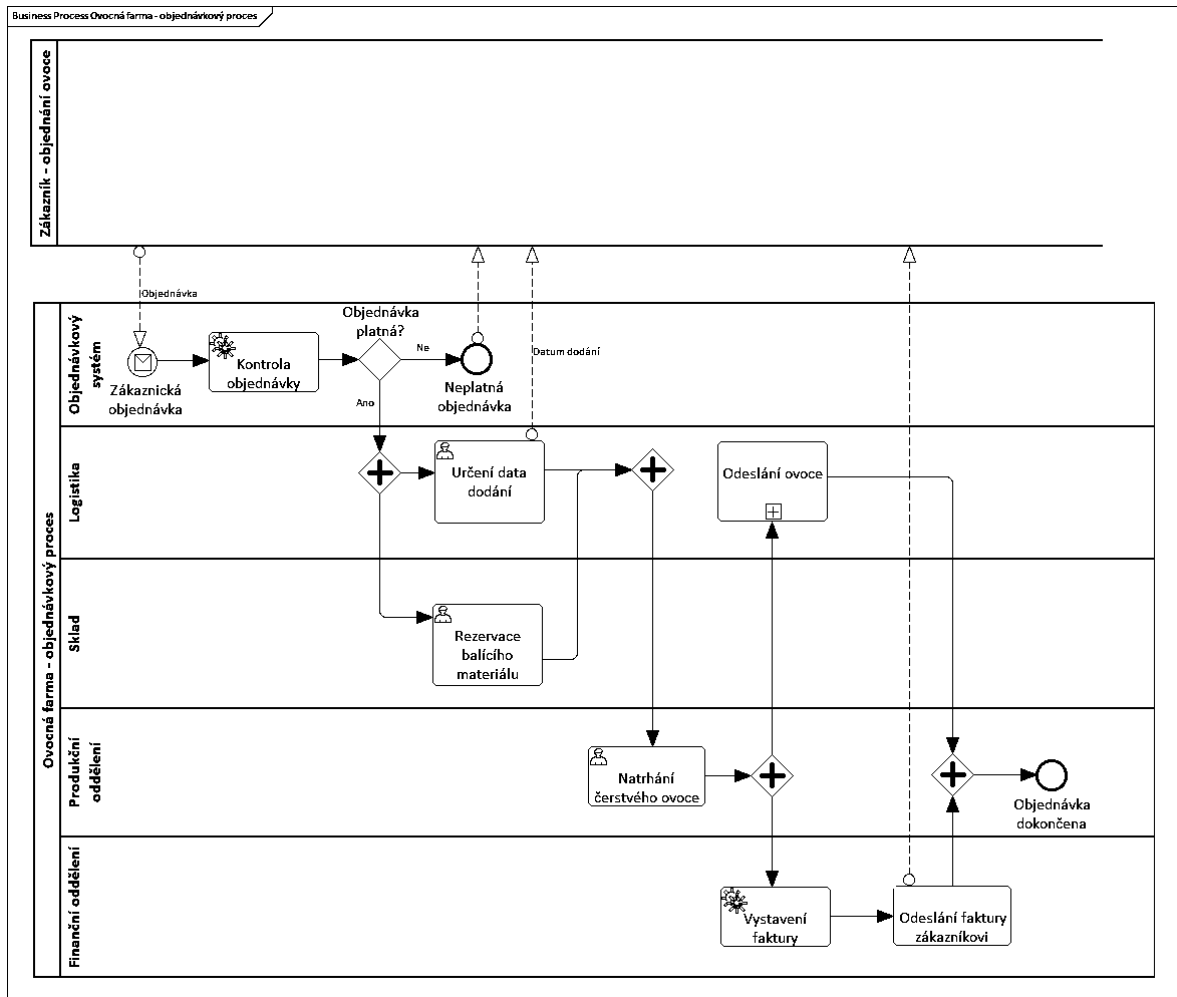 Business Process Ovocná farma - objednávkový proces
Zákazník - objednání ovoce
Objednávka
Ovocná farma - objednávkový proces
Objednávkový
systém
Zákaznická
objednávka
Kontrola
objednávky
Objednávka
platná?
Ne
Ano
Neplatná
objednávka
Datum dodání
Logistika
Určení data
dodání
Odeslání ovoce
Sklad
Rezervace
balícího
materiálu
Produkční
oddělení
Natrhání
čerstvého ovoce
Objednávka
dokončena
Finanční oddělení
Vystavení
faktury
Odeslání faktury
zákazníkovi